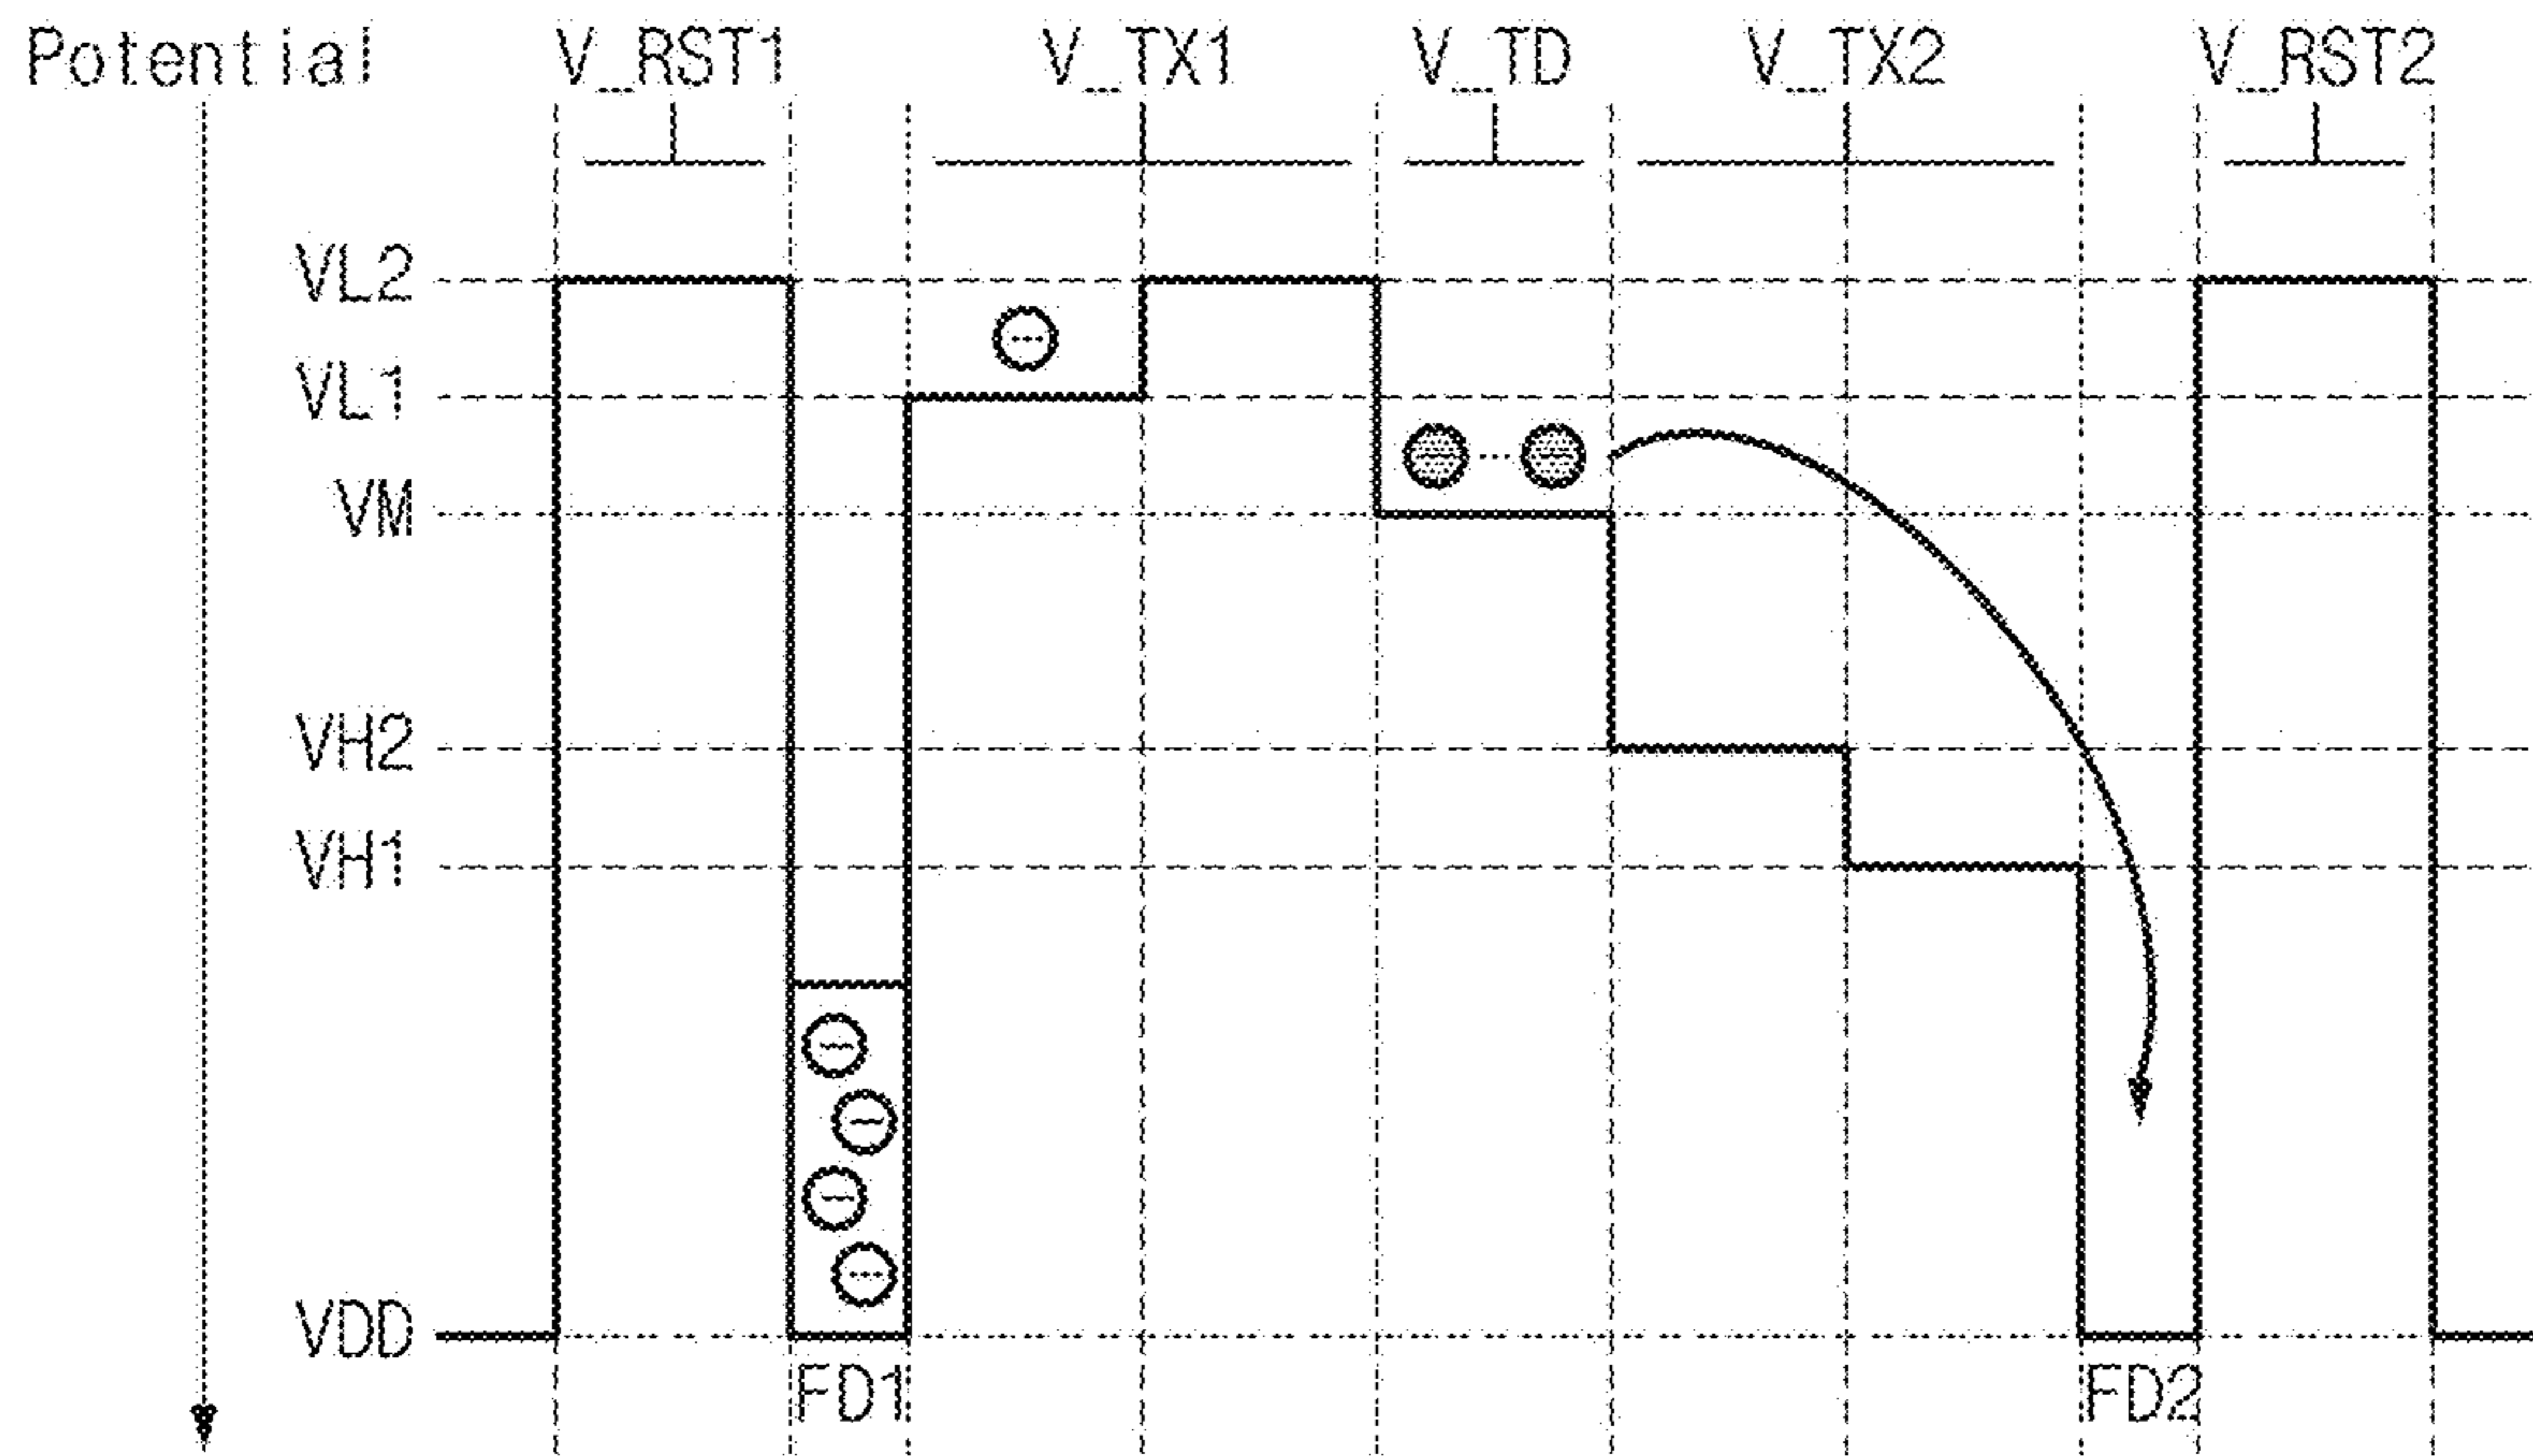 Potential V_RST1 V_TX1 V_TD V_TX2 V_RST2
VL2
VL1
VM
VH2
VH1
VDD
FD1 FD2